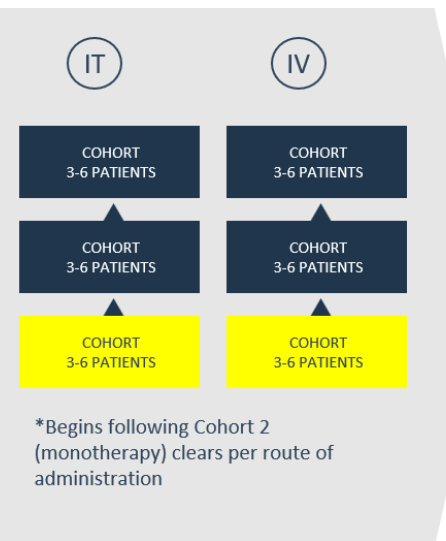 IT
IV
COHORT
3-6 PATIENTS
COHORT
3-6 PATIENTS
COHORT
3-6 PATIENTS
COHORT
3-6 PATIENTS
COHORT
3-6 PATIENTS
COHORT
3-6 PATIENTS
*Begins following Cohort 2
(monotherapy) clears per route of
administration